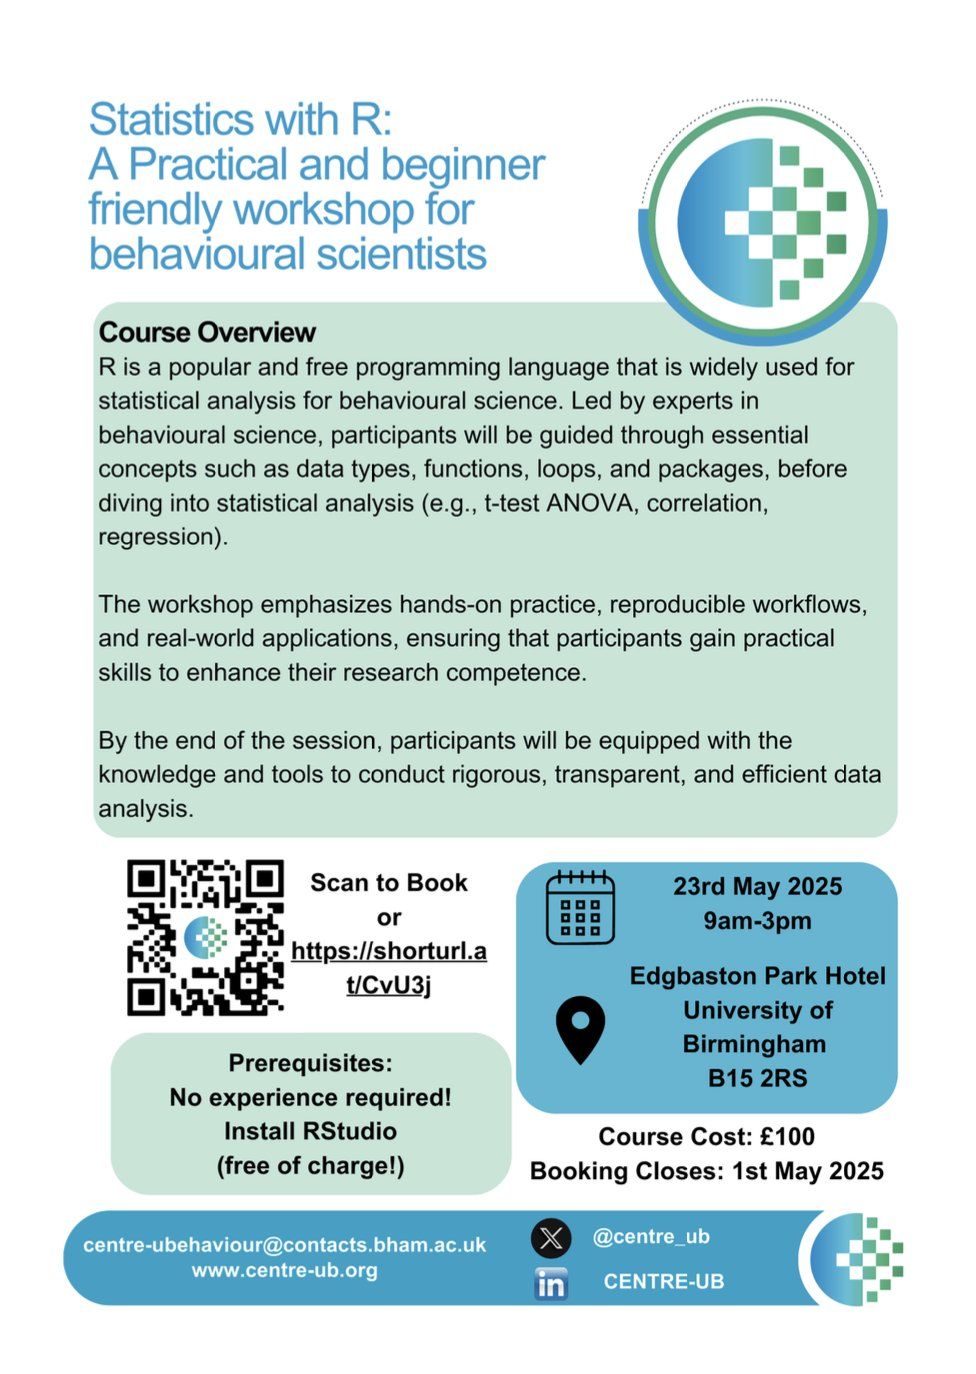 Statistics with R:
A Practical and beginner
friendly workshop for
behavioural scientists
Course Overview
R is a popular and free programming language that is widely used for
statistical analysis for behavioural science. Led by experts in
behavioural science, participants will be guided through essential
concepts such as data types, functions, loops, and packages, before
diving into statistical analysis (e.g., t-test ANOVA, correlation,
regression).
The workshop emphasizes hands-on practice, reproducible workflows,
and real-world applications, ensuring that participants gain practical
skills to enhance their research competence.
By the end of the session, participants will be equipped with the
knowledge and tools to conduct rigorous, transparent, and efficient data
analysis.
Scan to Book
or
https://shorturl.a
t/CvU3j
23rd May 2025
9am-3pm
Edgbaston Park Hotel
University of
Birmingham
B15 2RS
Prerequisites:
No experience required!
Install RStudio
(free of charge!)
Course Cost: £100
Booking Closes: 1st May 2025
centre-ubehaviour@contacts.bham.ac.uk
www.centre-ub.org
X
@centre_ub
in
CENTRE-UB